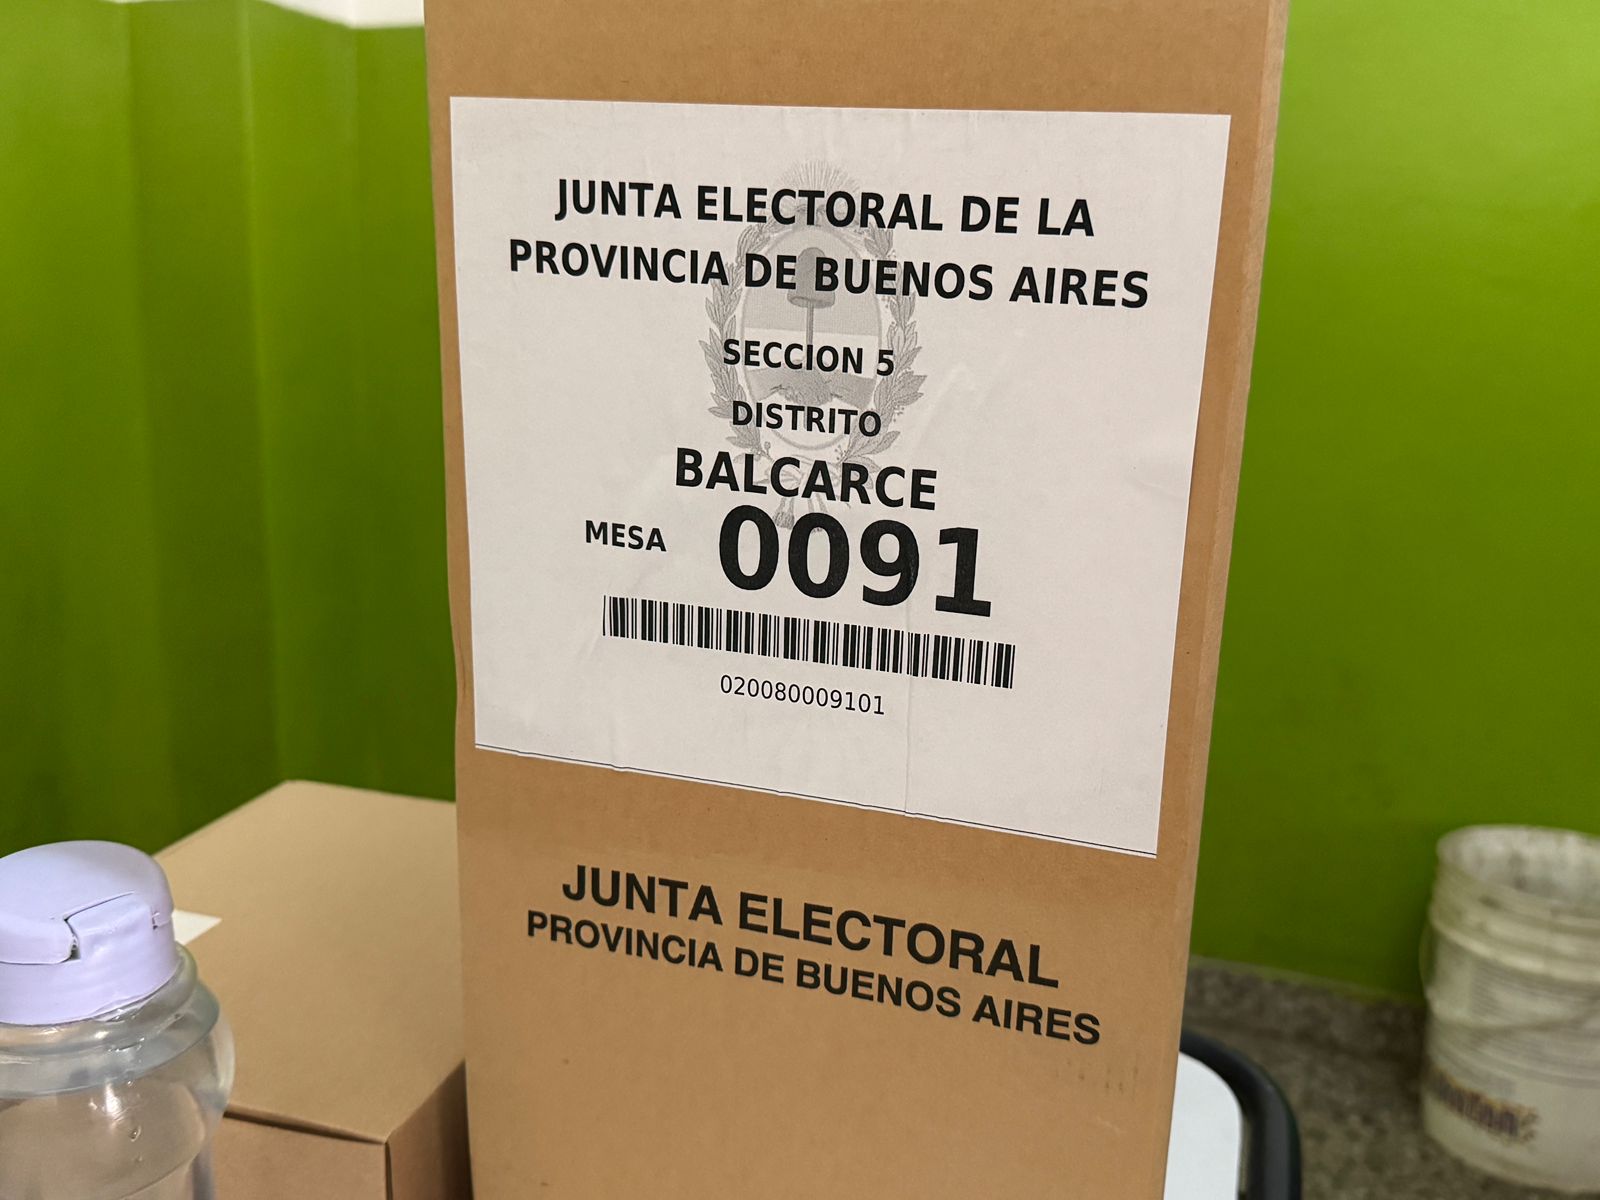 JUNTA ELECTORAL DE LA
PROVINCIA DE BUENOS AIRES
SECCION 5
DISTRITO
BALCARCE
MESA 0091
020080009101
JUNTA ELECTORAL
PROVINCIA DE BUENOS AIRES